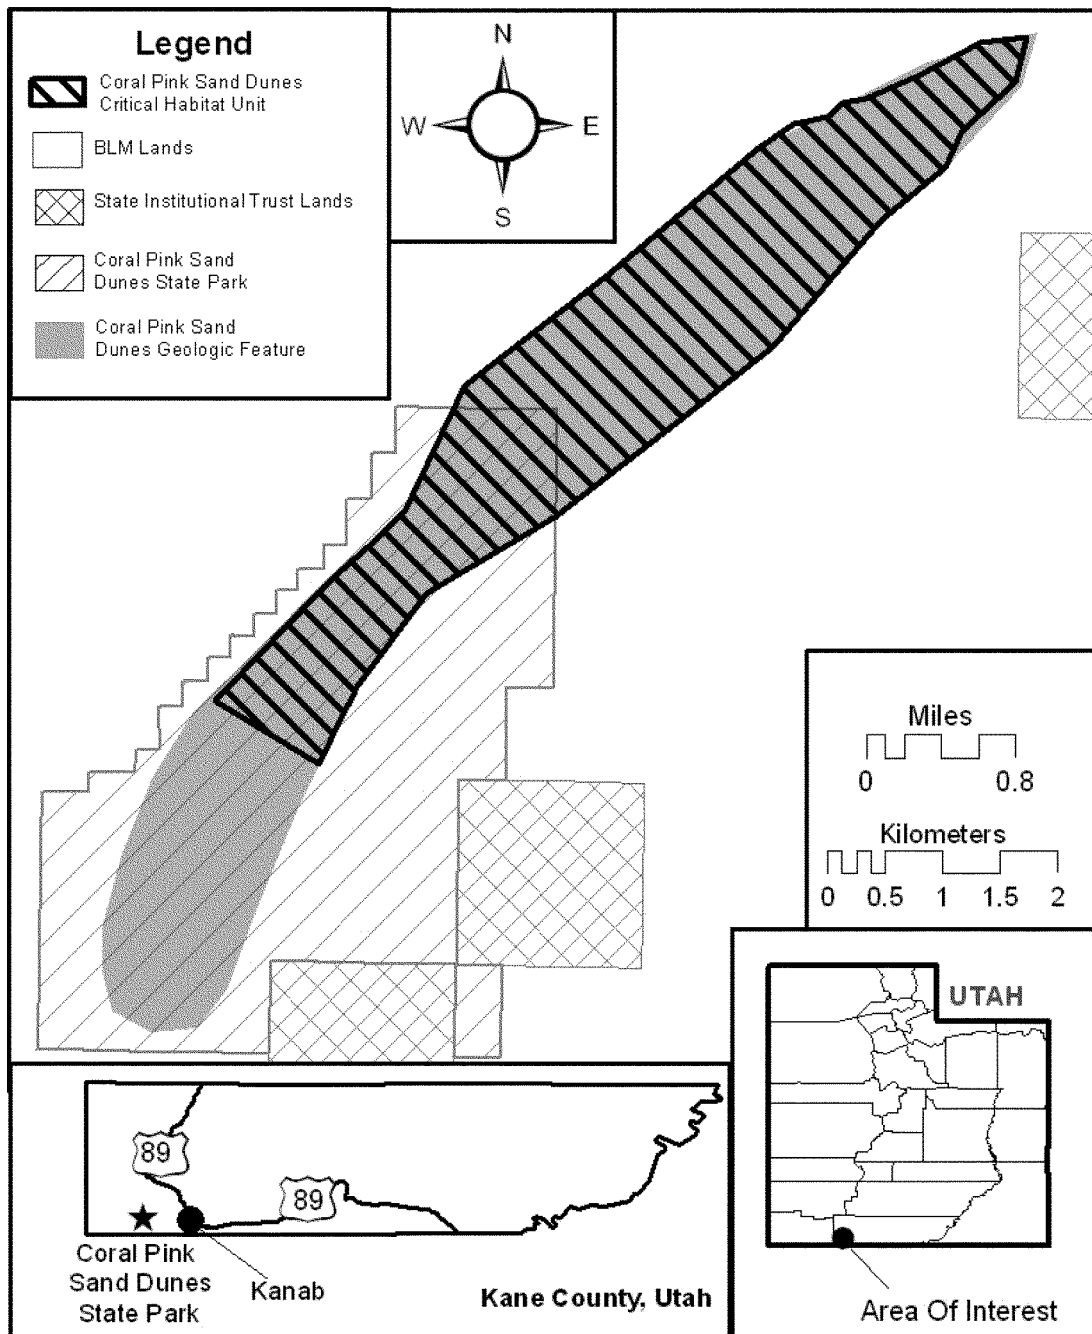 Legend
Coral Pink Sand Dunes
Critical Habitat Unit
BLM Lands
State Institutional Trust Lands
Coral Pink Sand
Dunes State Park
Coral Pink Sand
Dunes Geologic Feature
N
W E
S
Miles
0 0.8
Kilometers
0 0.5 1 1.5 2
UTAH
Area Of Interest
89
89
Coral Pink
Sand Dunes
State Park
Kanab
Kane County, Utah